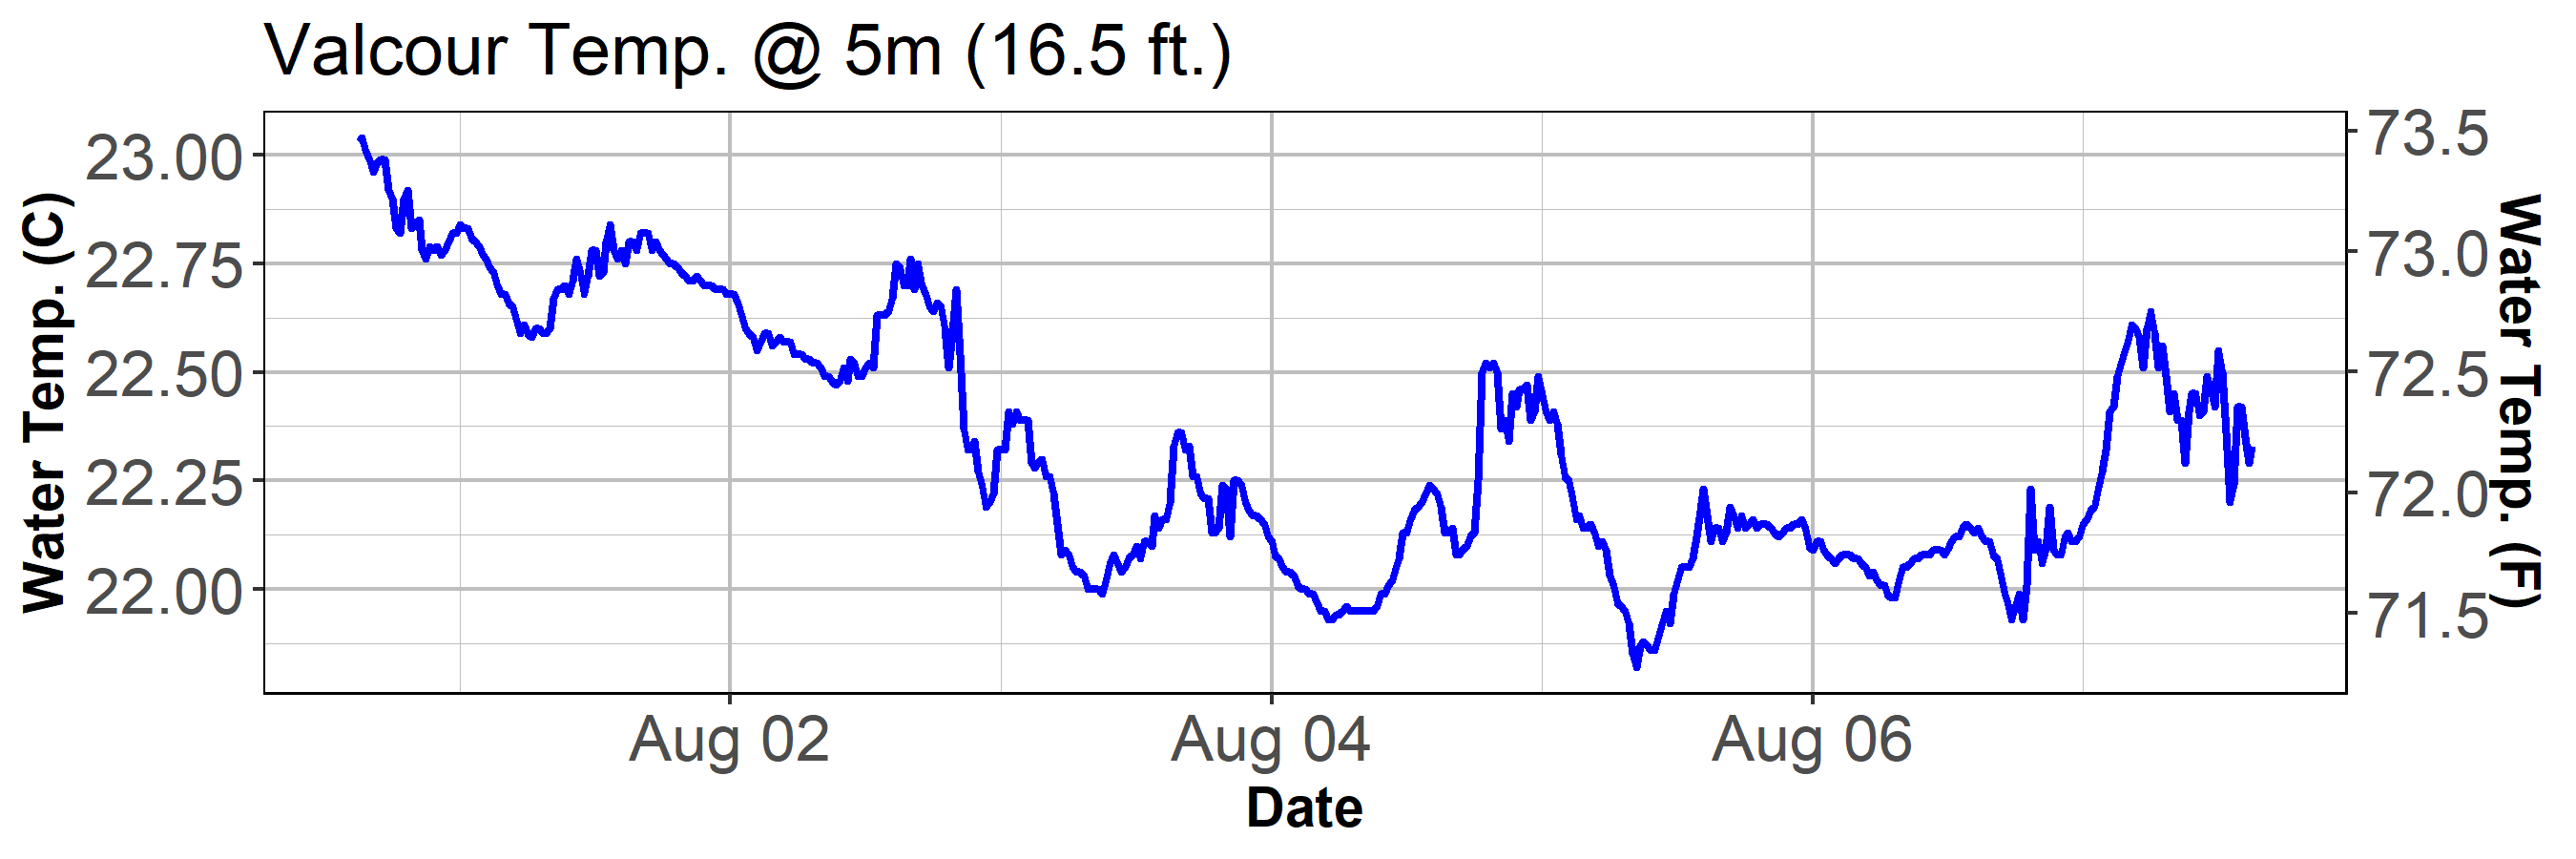 Valcour Temp. @ 5m (16.5 ft.)
Water Temp. (C)
23.00
22.75
22.50
22.25
22.00
73.5
73.0
72.5
72.0
71.5
Water Temp. (F)
Aug 02 Aug 04 Aug 06
Date